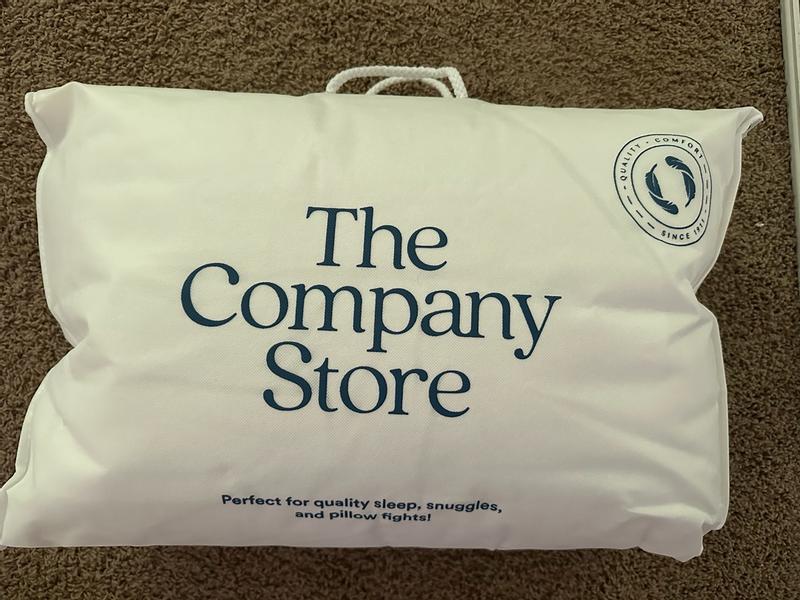 The
Company
Store
QUALITY · COMFORT
SINCE 1911
Perfect for quality sleep, snuggles,
and pillow fights!